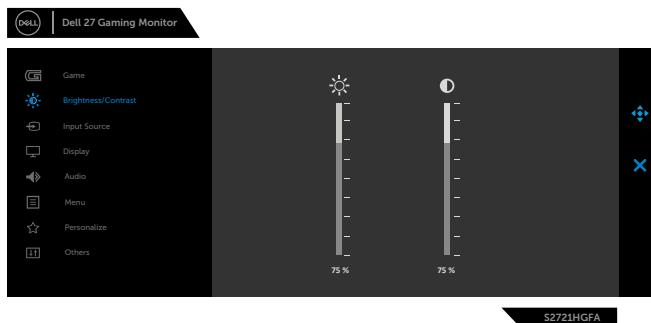 DELL
Dell 27 Gaming Monitor
Game
Brightness/Contrast
Input Source
Display
Audio
Menu
Personalize
Others
75 %
75 %
S2721HGFA